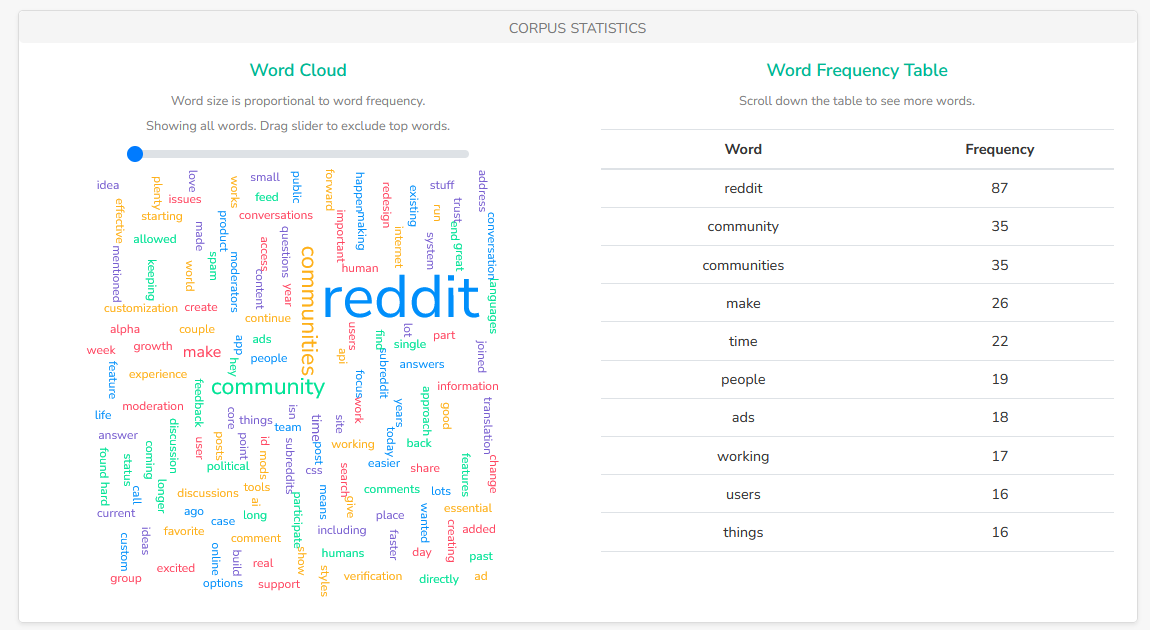 CORPUS STATISTICS
Word Cloud
Word size is proportional to word frequency.
Showing all words. Drag slider to exclude top words.
idea
plenty
love
issues
works
small
feed
public
forward
happen
redesign
existing
stuff
run
trust
address
effective
starting
allowed
made
product
conversations
important
making
internet
system
end
great
conversation
mentioned
keeping
world
spam
moderators
access
content
questions
year
communities
human
reddit
languages
customization
create
continue
alpha
couple
app
ads
users
find
lot
single
part
joined
week
growth
make
hey
people
api
subreddit
answers
feature
experience
feedback
community
focus
work
years
approach
information
good
translation
life
moderation
core
things
isn
team
time
site
answer
discussion
user
posts
point
id
mods
subreddits
post
working
today
back
found
hard
status
coming
political
css
search
easier
share
features
change
call
longer
discussions
tools
ai
participate
means
give
comments
lots
essential
current
ago
case
long
including
place
wanted
creating
added
custom
ideas
favorite
comment
show
humans
faster
day
past
group
excited
online
build
real
options
support
styles
verification
directly
ad
Word Frequency Table
Scroll down the table to see more words.
Word Frequency
reddit 87
community 35
communities 35
make 26
time 22
people 19
ads 18
working 17
users 16
things 16